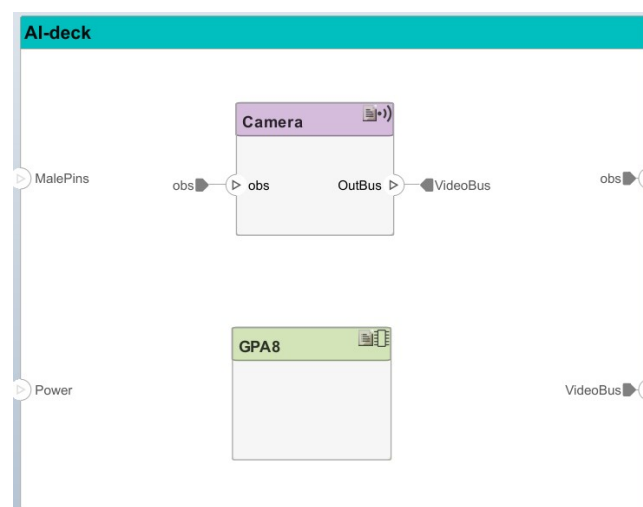 AI-deck
Camera
MalePins
obs
obs
OutBus
VideoBus
obs
GPA8
Power
VideoBus